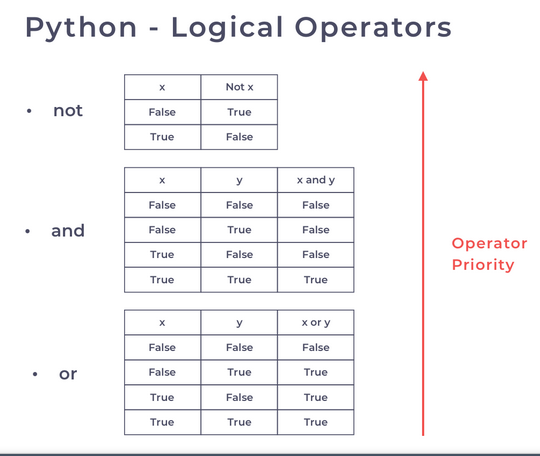 Python - Logical Operators
• not
x Not x
False True
True False
• and
x y x and y
False False False
False True False
True False False
True True True
Operator
Priority
• or
x y x or y
False False False
False True True
True False True
True True True